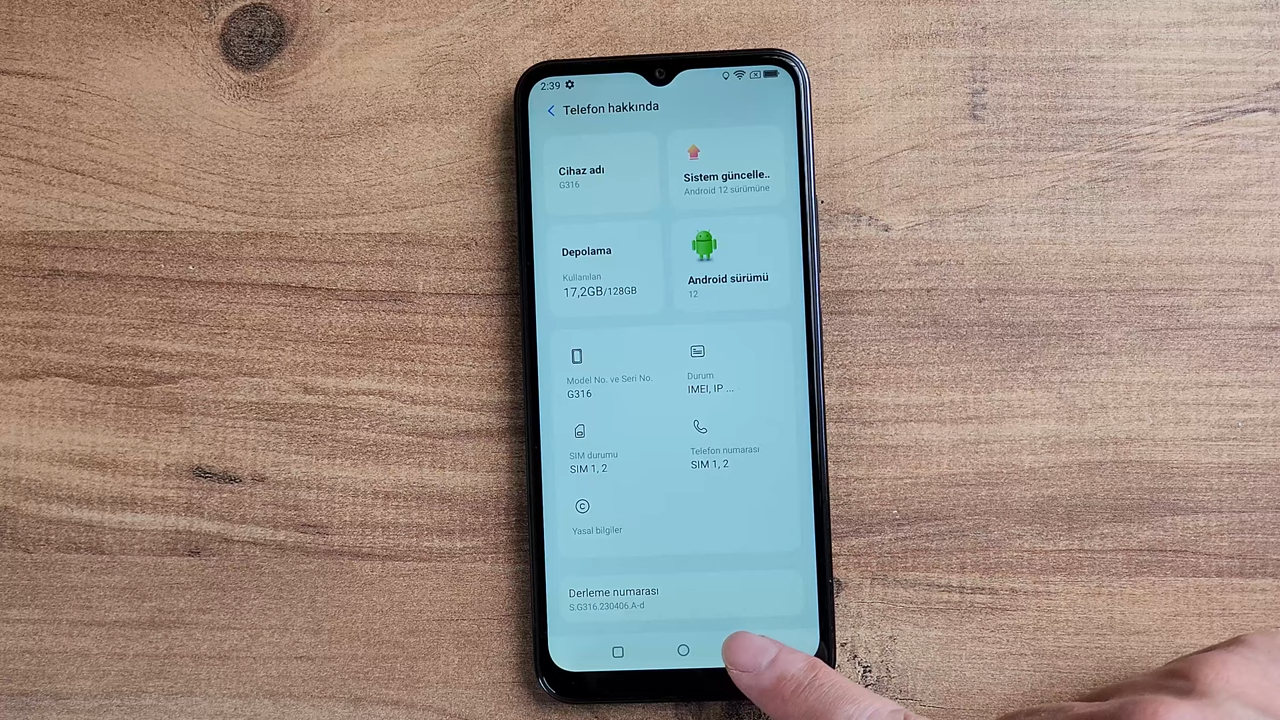 2:39
Telefon hakkında
Cihaz adı
G316
Sistem güncelle..
Android 12 sürümüne
Depolama
Kullanılan
17,2GB/128GB
Android sürümü
12
Model No. ve Seri No.
G316
Durum
IMEI, IP ...
SIM durumu
SIM 1, 2
Telefon numarası
SIM 1, 2
Yasal bilgiler
Derleme numarası
S.G316.230406.A-d